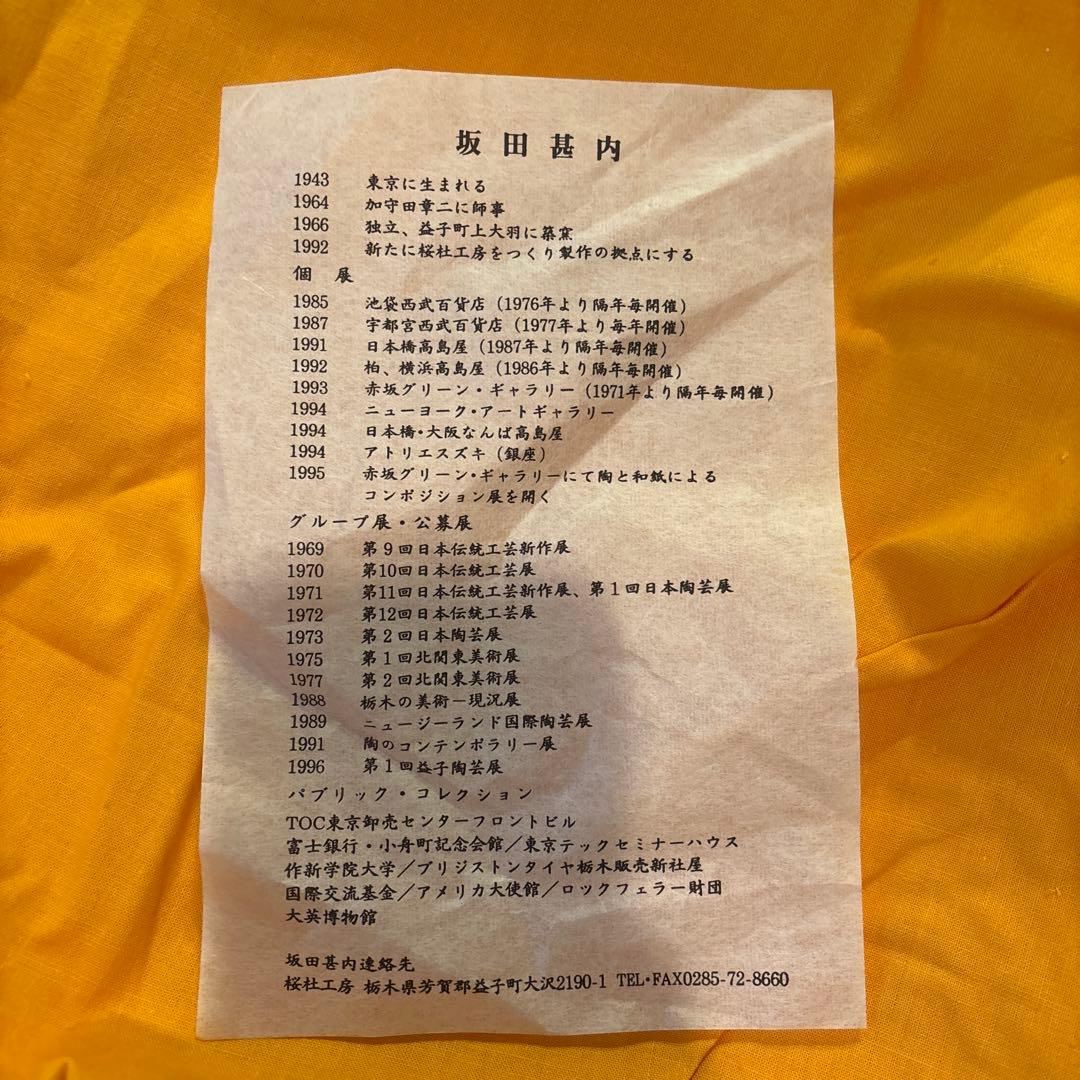 坂田甚内
1943 東京に生まれる
1964 加守田章二に師事
1966 独立、益子町上大羽に築窯
1992 新たに桜社工房をつくり製作の拠点にする
個 展
1985 池袋西武百貨店（1976年より隔年毎開催）
1987 宇都宮西武百貨店（1977年より毎年開催）
1991 日本橋高島屋（1987年より隔年毎開催）
1992 柏、横浜高島屋（1986年より隔年毎開催）
1993 赤坂グリーン・ギャラリー（1971年より隔年毎開催）
1994 ニューヨーク・アートギャラリー
1994 日本橋・大阪なんば高島屋
1994 アトリエスズキ（銀座）
1995 赤坂グリーン・ギャラリーにて陶と和紙による
コンポジション展を開く
グループ展・公募展
1969 第9回日本伝統工芸新作展
1970 第10回日本伝統工芸展
1971 第11回日本伝統工芸新作展、第1回日本陶芸展
1972 第12回日本伝統工芸展
1973 第2回日本陶芸展
1975 第1回北関東美術展
1977 第2回北関東美術展
1988 栃木の美術－現況展
1989 ニュージーランド国際陶芸展
1991 陶のコンテンポラリー展
1996 第1回益子陶芸展
パブリック・コレクション
TOC東京卸売センターフロントビル
富士銀行・小舟町記念会館／東京テックセミナーハウス
作新学院大学／ブリジストンタイヤ栃木販売新社屋
国際交流基金／アメリカ大使館／ロックフェラー財団
大英博物館
坂田甚内連絡先
桜社工房 栃木県芳賀郡益子町大沢2190-1 TEL・FAX0285-72-8660